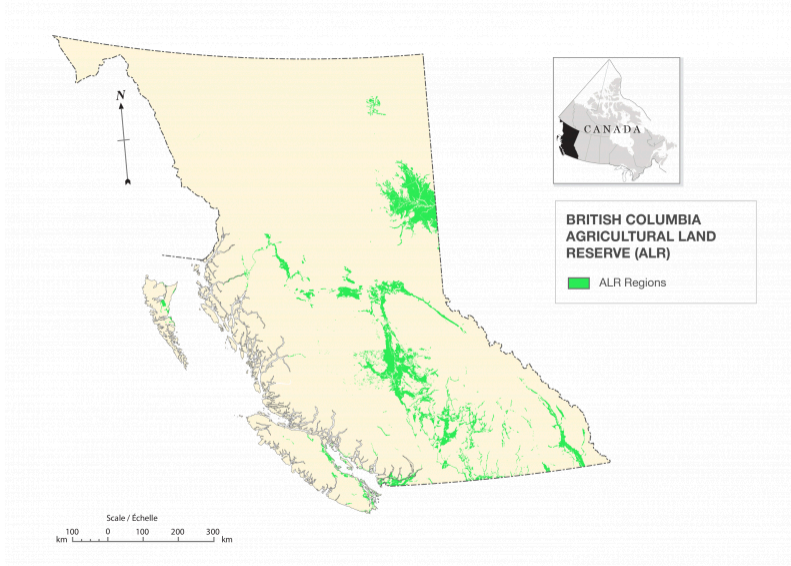 N
CANADA
BRITISH COLUMBIA
AGRICULTURAL LAND
RESERVE (ALR)
ALR Regions
Scale / Échelle
100 0 100 200 300
km km